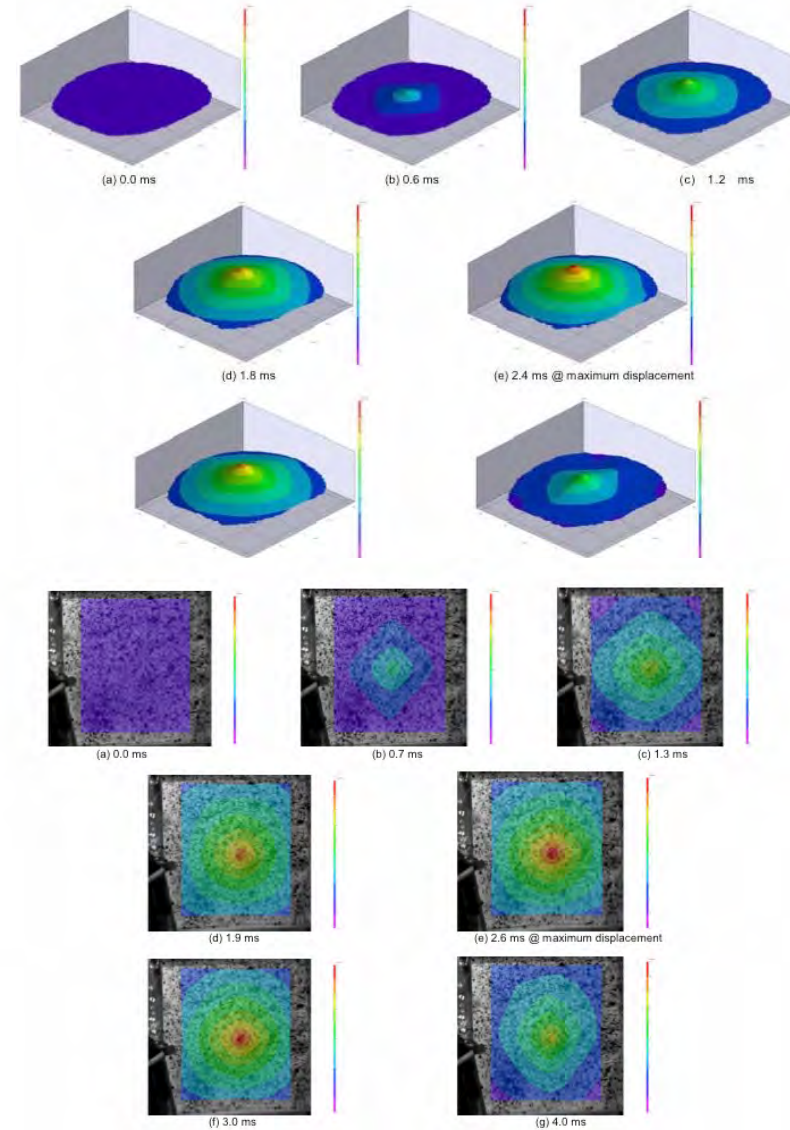 (a) 0.0 ms
(b) 0.6 ms
(c) 1.2 ms
(d) 1.8 ms
(e) 2.4 ms @ maximum displacement
(a) 0.0 ms
(b) 0.7 ms
(c) 1.3 ms
(d) 1.9 ms
(e) 2.6 ms @ maximum displacement
(f) 3.0 ms
(g) 4.0 ms